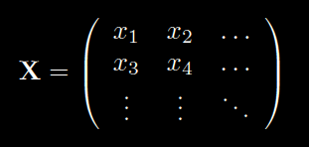 X = ( x₁ x₂ …
x₃ x₄ …
⋮ ⋮ ⋱ )